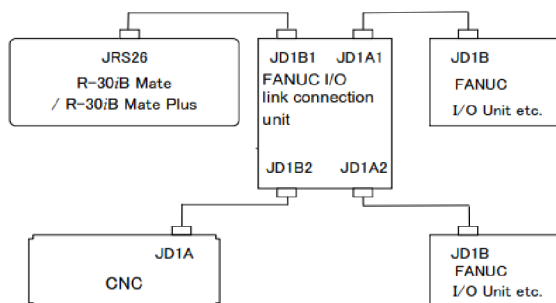 JRS26
R-30iB Mate
/ R-30iB Mate Plus
JD1B1 JD1A1
FANUC I/O
link connection
unit
JD1B2 JD1A2
JD1B
FANUC
I/O Unit etc.
JD1A
CNC
JD1B
FANUC
I/O Unit etc.